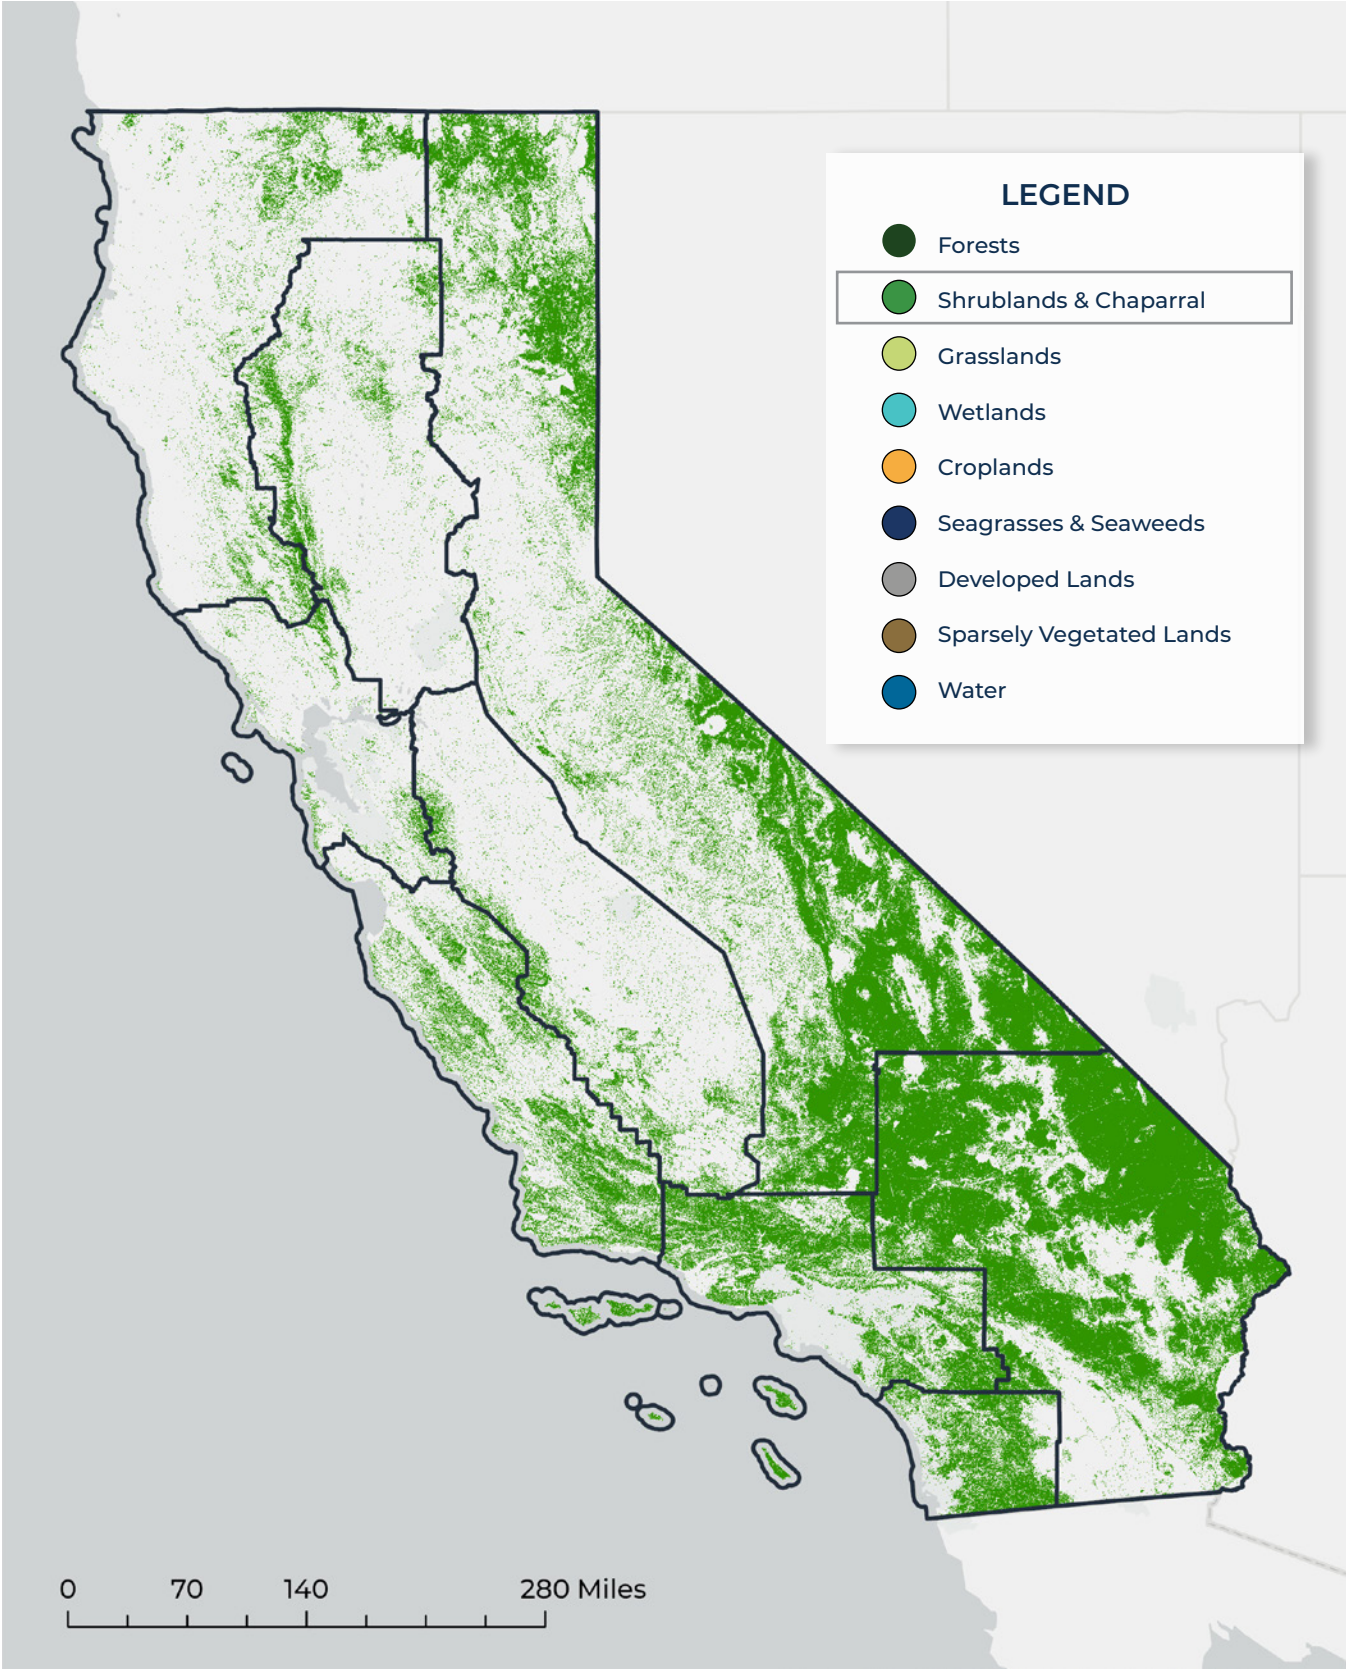 LEGEND
Forests
Shrublands & Chaparral
Grasslands
Wetlands
Croplands
Seagrasses & Seaweeds
Developed Lands
Sparsely Vegetated Lands
Water
0 70 140 280 Miles